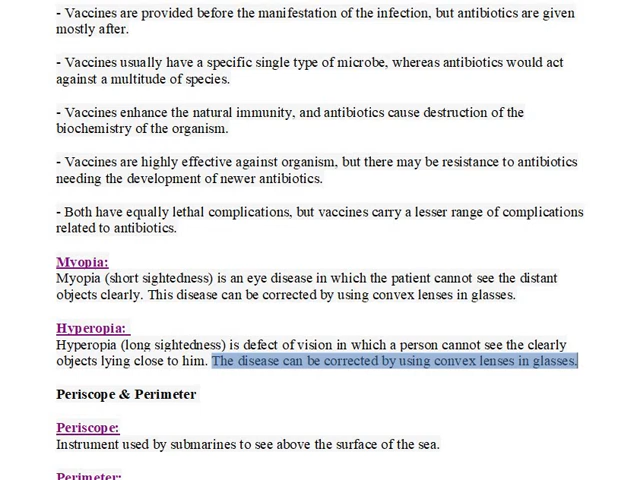 - Vaccines are provided before the manifestation of the infection, but antibiotics are given
mostly after.
- Vaccines usually have a specific single type of microbe, whereas antibiotics would act
against a multitude of species.
- Vaccines enhance the natural immunity, and antibiotics cause destruction of the
biochemistry of the organism.
- Vaccines are highly effective against organism, but there may be resistance to antibiotics
needing the development of newer antibiotics.
- Both have equally lethal complications, but vaccines carry a lesser range of complications
related to antibiotics.
Myopia:
Myopia (short sightedness) is an eye disease in which the patient cannot see the distant
objects clearly. This disease can be corrected by using convex lenses in glasses.
Hyperopia:
Hyperopia (long sightedness) is defect of vision in which a person cannot see the clearly
objects lying close to him. The disease can be corrected by using convex lenses in glasses.
Periscope & Perimeter
Periscope:
Instrument used by submarines to see above the surface of the sea.
Perimeter: